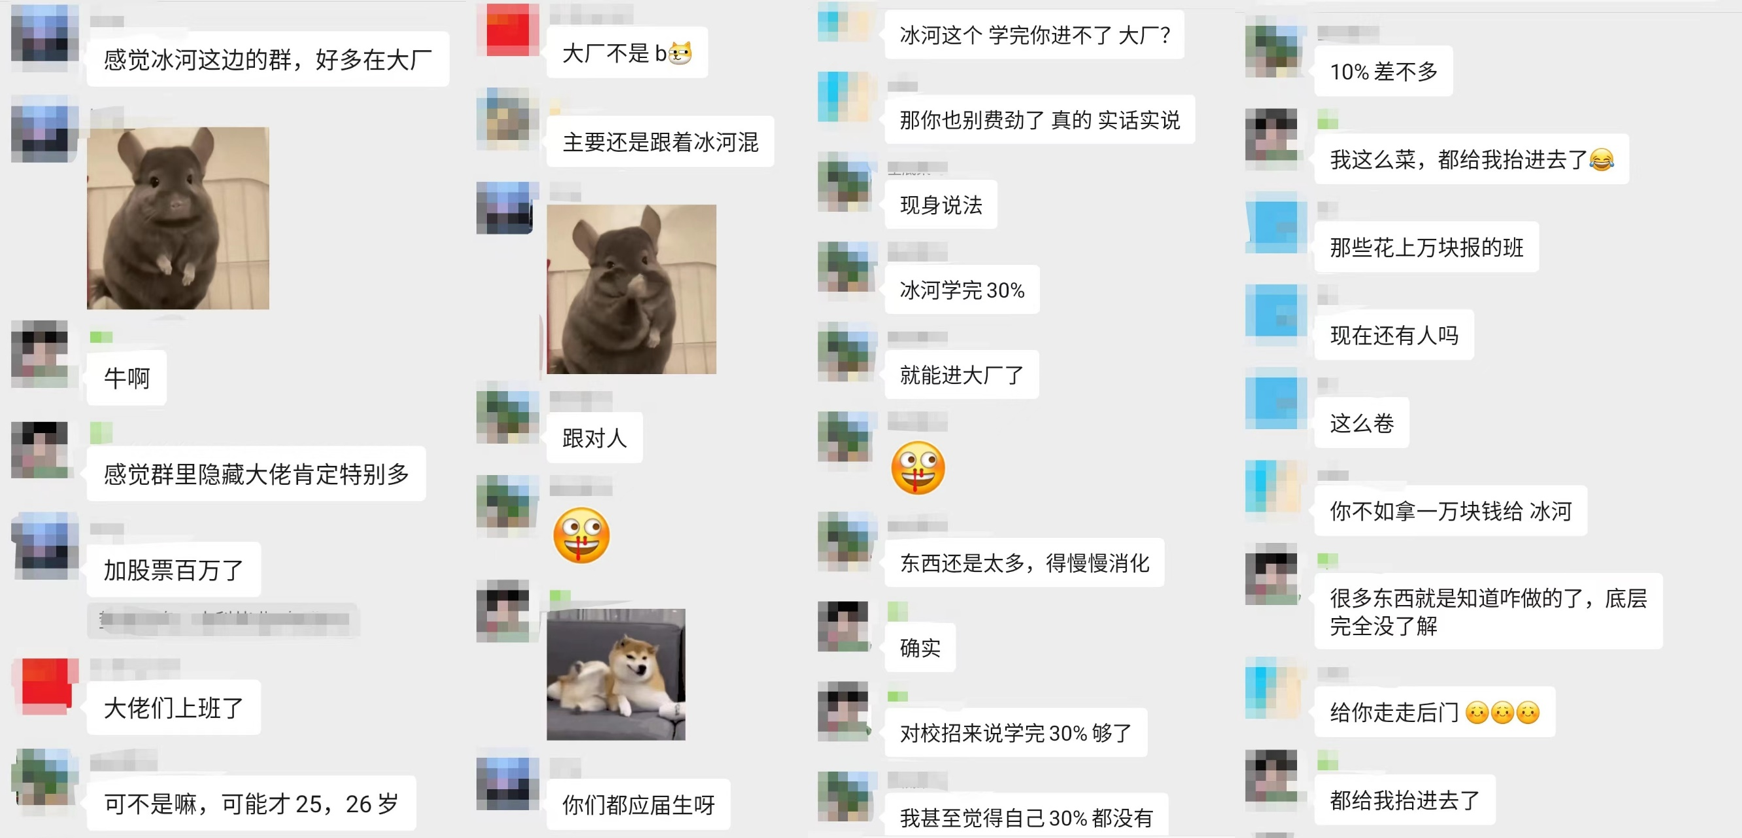 感觉冰河这边的群，好多在大厂
牛啊
感觉群里隐藏大佬肯定特别多
加股票百万了
大佬们上班了
可不是嘛，可能才 25，26 岁
大厂不是 b
主要还是跟着冰河混
跟对人
你们都应届生呀
冰河这个 学完你进不了 大厂？
那你也别费劲了 真的 实话实说
现身说法
冰河学完 30%
就能进大厂了
东西还是太多，得慢慢消化
确实
对校招来说学完 30% 够了
我甚至觉得自己 30% 都没有
10% 差不多
我这么菜，都给我抬进去了😂
那些花上万块报的班
现在还有人吗
这么卷
你不如拿一万块钱给 冰河
很多东西就是知道咋做的了，底层
完全没了解
给你走走后门
都给我抬进去了